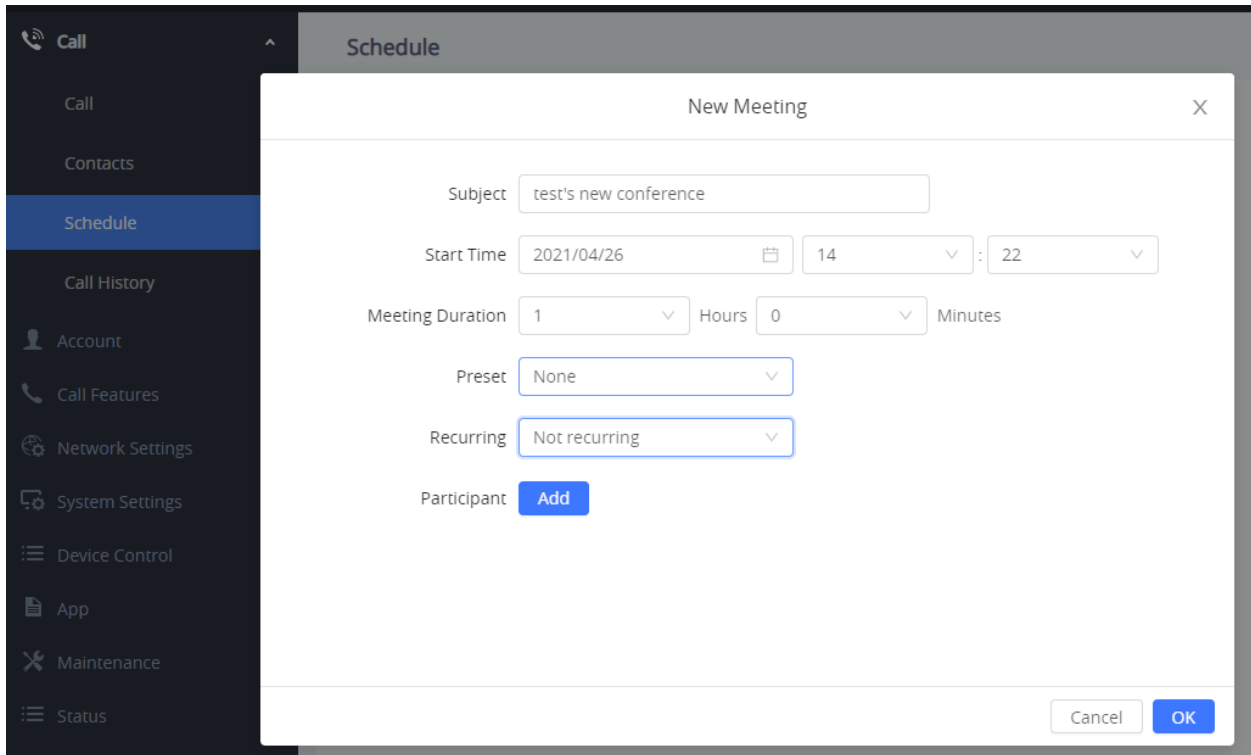 Call
Call
Contacts
Schedule
Call History
Account
Call Features
Network Settings
System Settings
Device Control
App
Maintenance
Status
Schedule
New Meeting
Subject test's new conference
Start Time 2021/04/26 14 : 22
Meeting Duration 1 Hours 0 Minutes
Preset None
Recurring Not recurring
Participant Add
Cancel OK